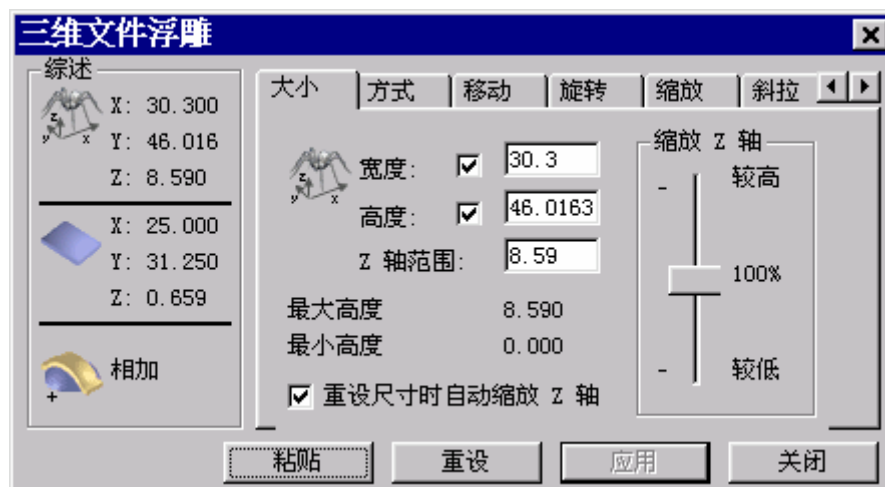 三维文件浮雕
综述
X: 30.300
Y: 46.016
Z: 8.590
X: 25.000
Y: 31.250
Z: 0.659
相加
大小 方式 移动 旋转 缩放 斜拉
宽度: 30.3
高度: 46.0163
Z 轴范围: 8.59
最大高度 8.590
最小高度 0.000
重设尺寸时自动缩放 Z 轴
缩放 Z 轴
较高
100%
较低
粘贴 重设 应用 关闭